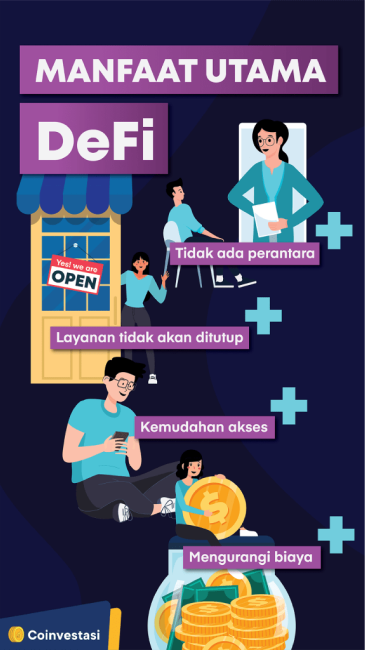 MANFAAT UTAMA
DeFi
Tidak ada perantara
Yes! we are
OPEN
Layanan tidak akan ditutup
Kemudahan akses
Mengurangi biaya
Coinvestasi